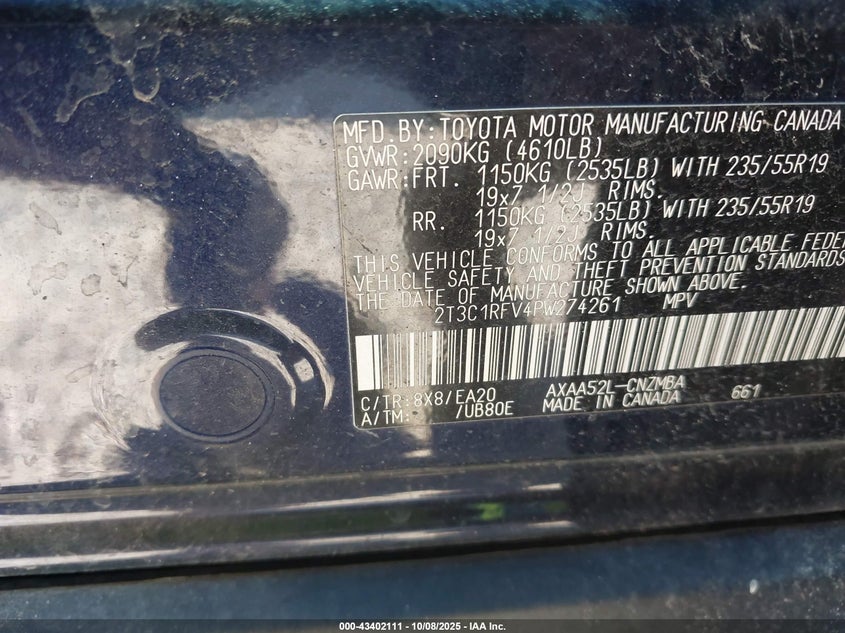 MFD. BY: TOYOTA MOTOR MANUFACTURING CANADA
GVWR: 2090KG (4610LB)
GAWR: FRT. 1150KG (2535LB) WITH 235/55R19
19x7 1/2J RIMS.
RR. 1150KG (2535LB) WITH 235/55R19
19x7 1/2J RIMS.
THIS VEHICLE CONFORMS TO ALL APPLICABLE FEDE
VEHICLE SAFETY AND THEFT PREVENTION STANDARDS
THE DATE OF MANUFACTURE SHOWN ABOVE.
2T3C1RFV4PW274261 MPV
C/TR: 8X8/EA20 AXAA52L-CNZMBA
A/TM: /UB80E MADE IN CANADA 661
000-43402111 - 10/08/2025 - IAA Inc.